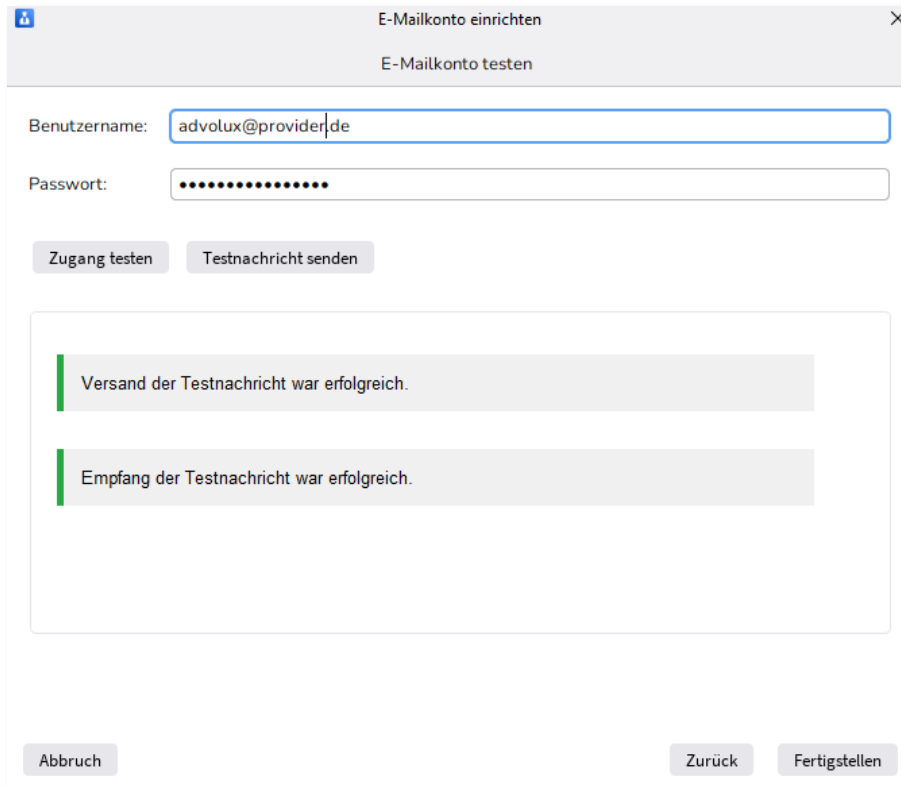 E-Mailkonto einrichten
E-Mailkonto testen
Benutzername: advolux@provider.de
Passwort: ••••••••••••••••
Zugang testen Testnachricht senden
Versand der Testnachricht war erfolgreich.
Empfang der Testnachricht war erfolgreich.
Abbruch Zurück Fertigstellen